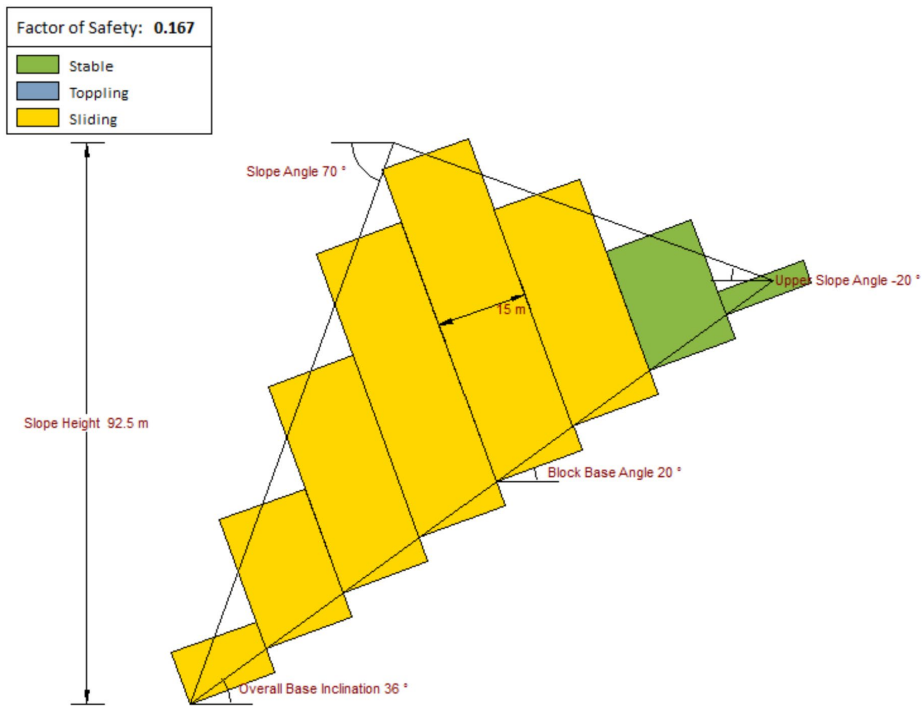 Factor of Safety: 0.167
Stable
Toppling
Sliding
Slope Angle 70 °
Upper Slope Angle -20 °
15 m
Slope Height 92.5 m
Block Base Angle 20 °
Overall Base Inclination 36 °